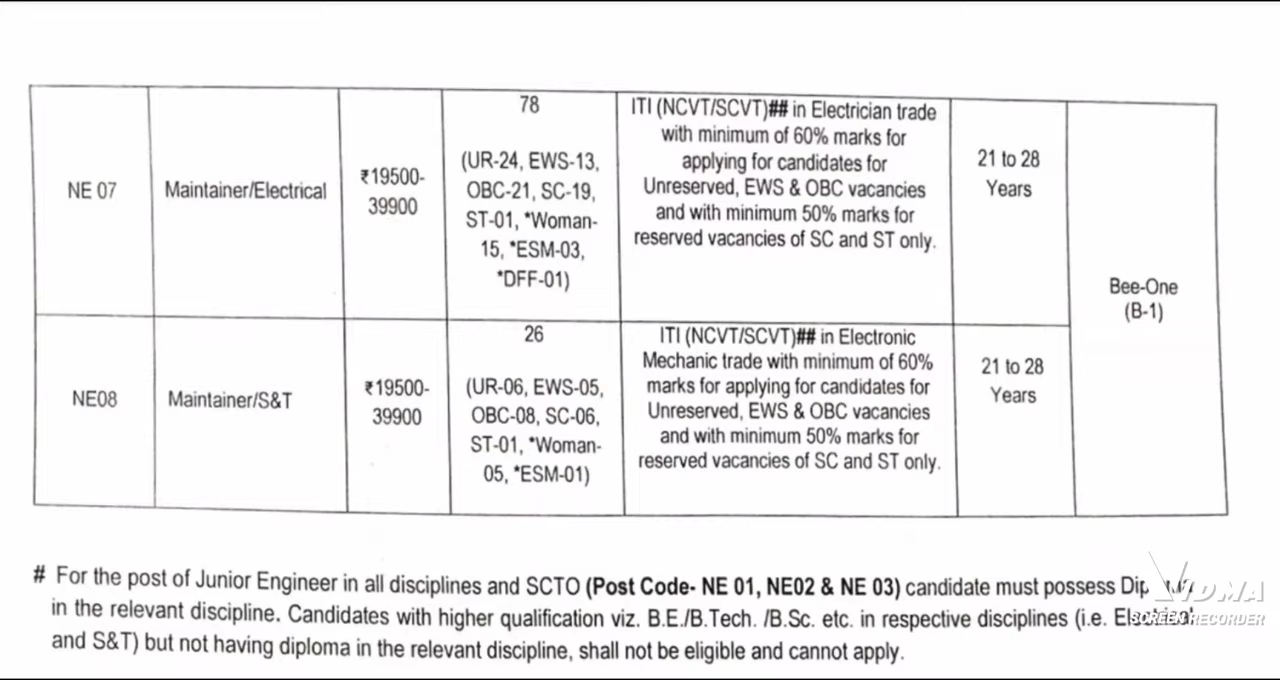 NE 07
Maintainer/Electrical
₹19500-
39900
78
(UR-24, EWS-13,
OBC-21, SC-19,
ST-01, *Woman-
15, *ESM-03,
*DFF-01)
ITI (NCVT/SCVT)## in Electrician trade
with minimum of 60% marks for
applying for candidates for
Unreserved, EWS & OBC vacancies
and with minimum 50% marks for
reserved vacancies of SC and ST only.
21 to 28
Years
Bee-One
(B-1)
NE08
Maintainer/S&T
₹19500-
39900
26
(UR-06, EWS-05,
OBC-08, SC-06,
ST-01, *Woman-
05, *ESM-01)
ITI (NCVT/SCVT)## in Electronic
Mechanic trade with minimum of 60%
marks for applying for candidates for
Unreserved, EWS & OBC vacancies
and with minimum 50% marks for
reserved vacancies of SC and ST only.
21 to 28
Years
# For the post of Junior Engineer in all disciplines and SCTO (Post Code- NE 01, NE02 & NE 03) candidate must possess
in the relevant discipline. Candidates with higher qualification viz. B.E./B.Tech. /B.Sc. etc. in respective disciplines (i.e.
and S&T) but not having diploma in the relevant discipline, shall not be eligible and cannot apply.
VIDMA
SCREEN RECORDER